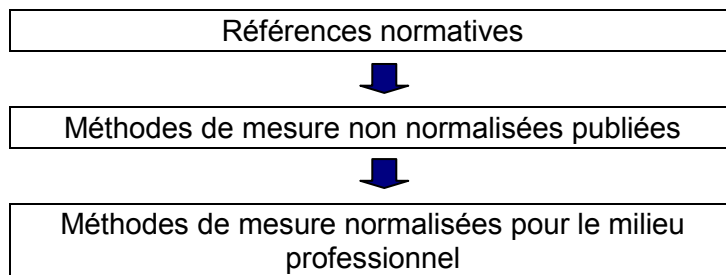 Références normatives
Méthodes de mesure non normalisées publiées
Méthodes de mesure normalisées pour le milieu
professionnel